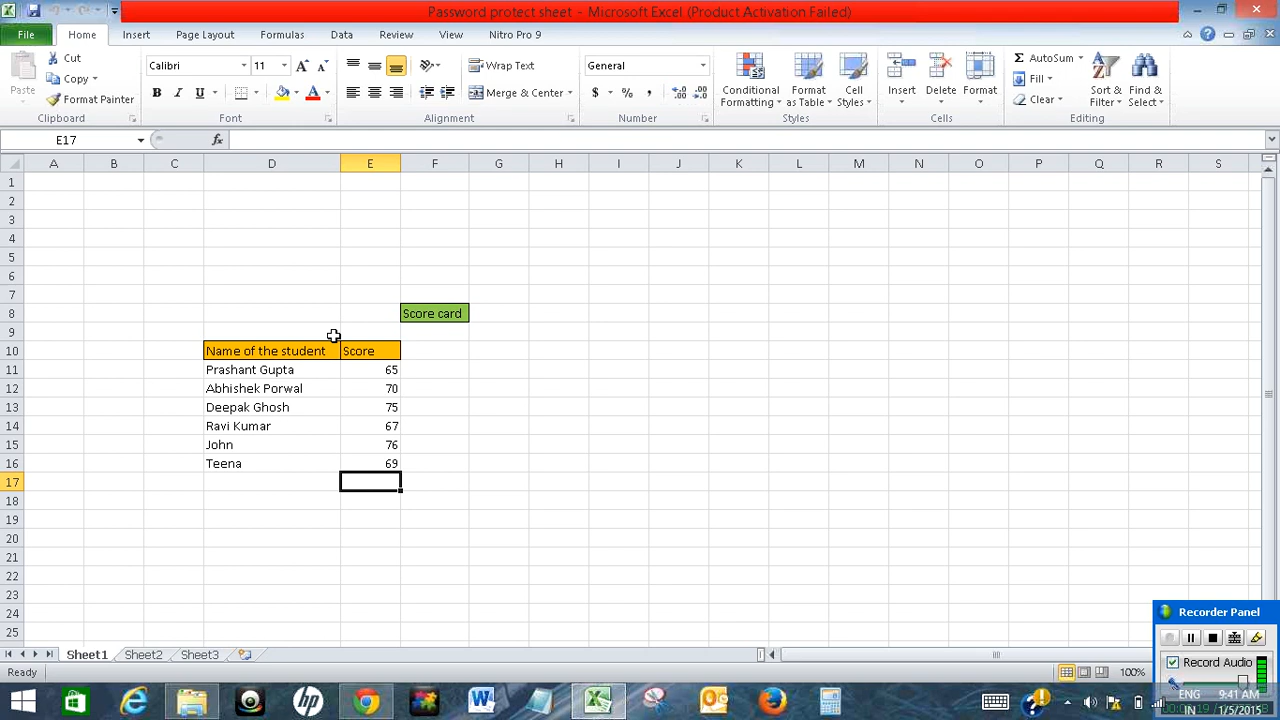 Password protect sheet - Microsoft Excel (Product Activation Failed)
File Home Insert Page Layout Formulas Data Review View Nitro Pro 9
Paste Cut Copy Format Painter Clipboard
Calibri 11 B I U A A A Font
Wrap Text Merge & Center Alignment
General $ % , Number
Conditional Formatting Format as Table Cell Styles Styles
Insert Delete Format Cells
Σ AutoSum Fill Clear Sort & Filter Find & Select Editing
E17 fx
A B C D E F G H I J K L M N O P Q R S
1
2
3
4
5
6
7
8 Score card
9
10 Name of the student Score
11 Prashant Gupta 65
12 Abhishek Porwal 70
13 Deepak Ghosh 75
14 Ravi Kumar 67
15 John 76
16 Teena 69
17
18
19
20
21
22
23
24
25
Recorder Panel
Record Audio
Sheet1 Sheet2 Sheet3
Ready 100%
ENG 9:41 AM
IN 1/5/2015